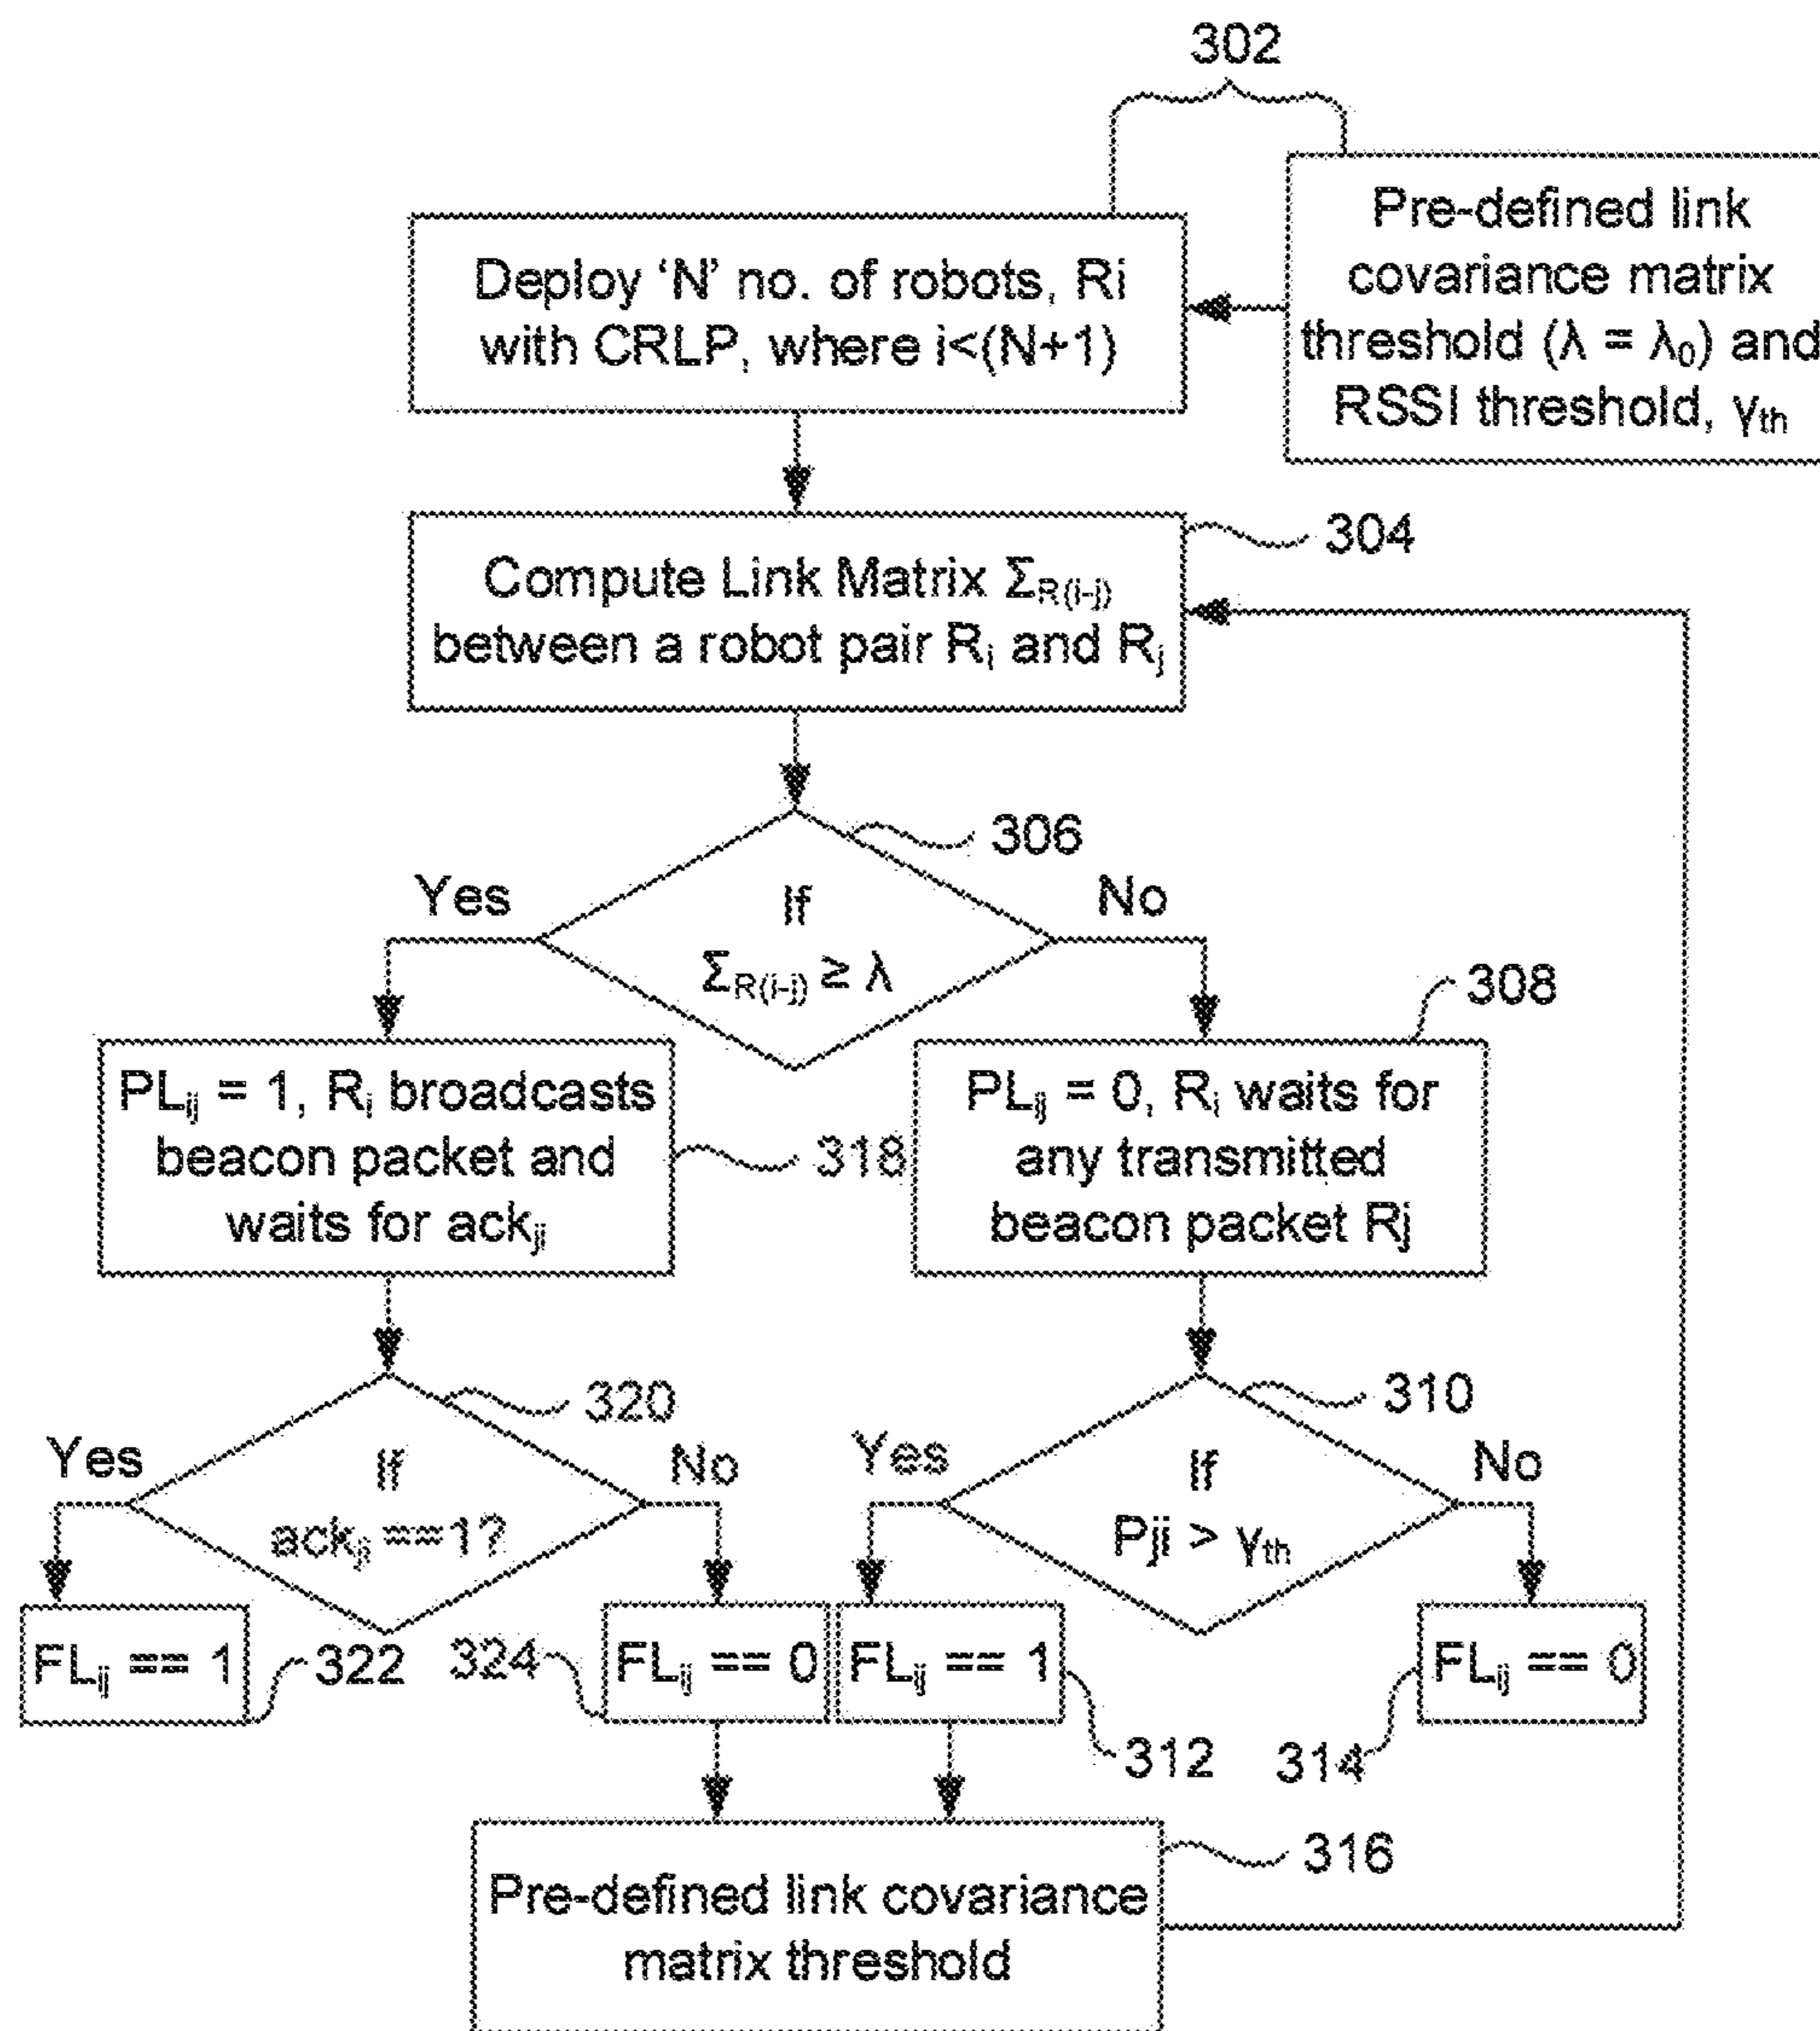 302
Pre-defined link
covariance matrix
threshold (λ = λ₀) and
RSSI threshold, γth
Deploy ‘N’ no. of robots, Ri
with CRLP, where i<(N+1)
304
Compute Link Matrix ΣR(i-j)
between a robot pair Ri and Rj
306
Yes
If
ΣR(i-j) ≥ λ
No
308
PLij = 1, Ri broadcasts
beacon packet and
waits for ackji
318
PLij = 0, Ri waits for
any transmitted
beacon packet Rj
320
Yes
If
ackji ==1?
No
310
Yes
If
Pji > γth
No
FLij == 1
322
324
FLij == 0
FLij == 1
312
314
FLij == 0
316
Pre-defined link covariance
matrix threshold